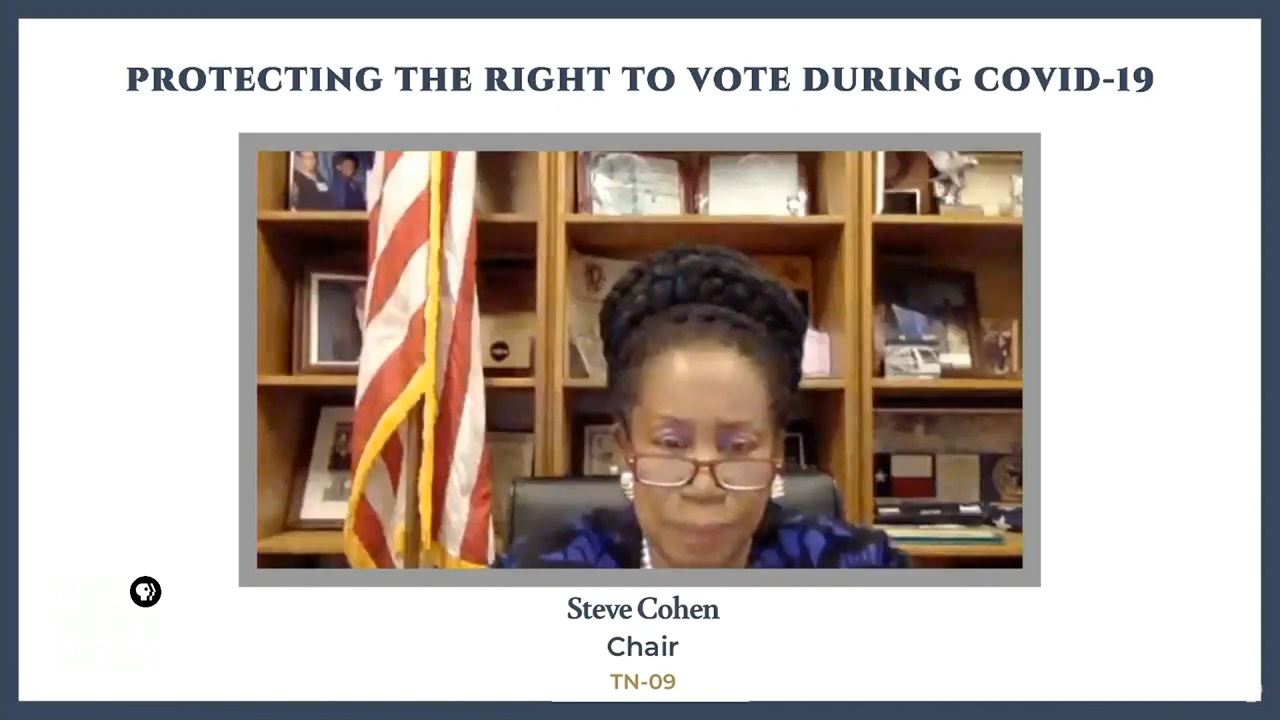 PROTECTING THE RIGHT TO VOTE DURING COVID-19
Steve Cohen
Chair
TN-09